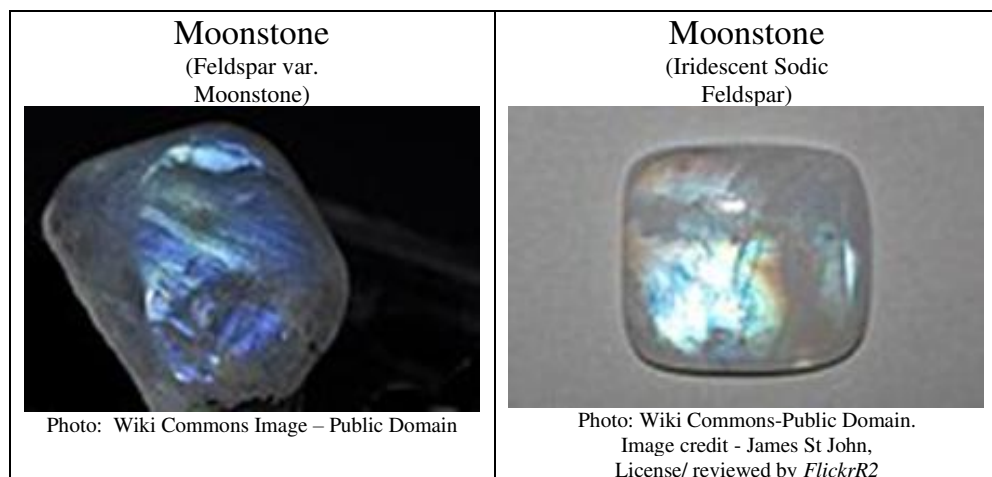 Moonstone
(Feldspar var.
Moonstone)
Photo: Wiki Commons Image – Public Domain
Moonstone
(Iridescent Sodic
Feldspar)
Photo: Wiki Commons-Public Domain.
Image credit - James St John,
License/ reviewed by FlickrR2